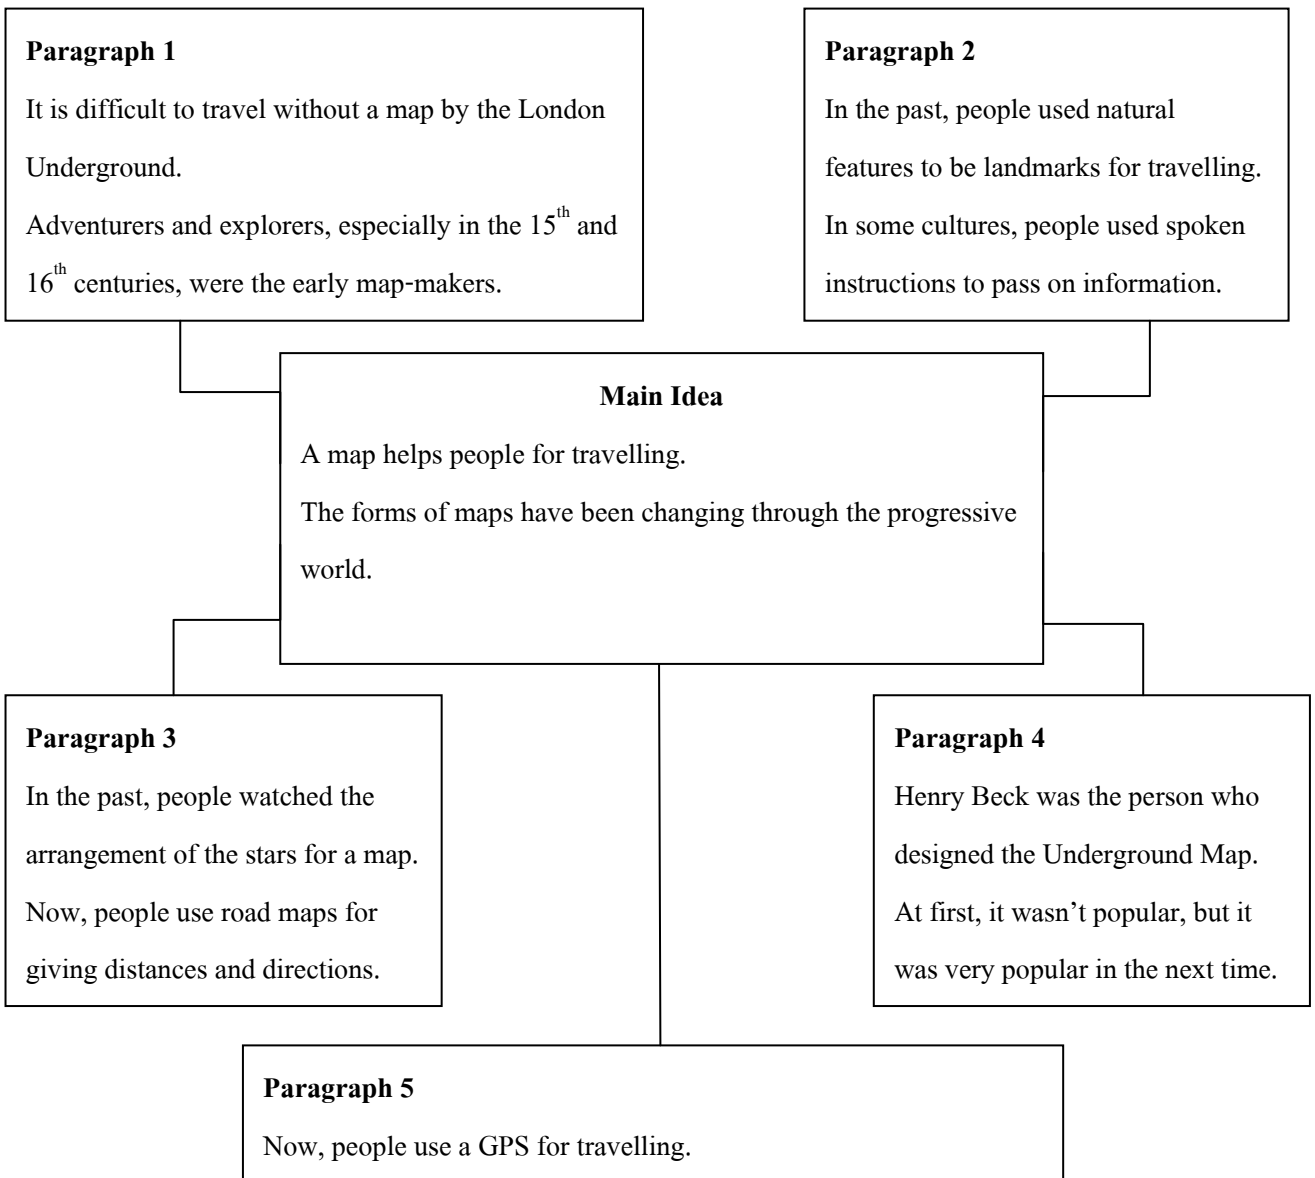 Paragraph 1
It is difficult to travel without a map by the London
Underground.
Adventurers and explorers, especially in the 15th and
16th centuries, were the early map-makers.
Paragraph 2
In the past, people used natural
features to be landmarks for travelling.
In some cultures, people used spoken
instructions to pass on information.
Main Idea
A map helps people for travelling.
The forms of maps have been changing through the progressive
world.
Paragraph 3
In the past, people watched the
arrangement of the stars for a map.
Now, people use road maps for
giving distances and directions.
Paragraph 4
Henry Beck was the person who
designed the Underground Map.
At first, it wasn’t popular, but it
was very popular in the next time.
Paragraph 5
Now, people use a GPS for travelling.